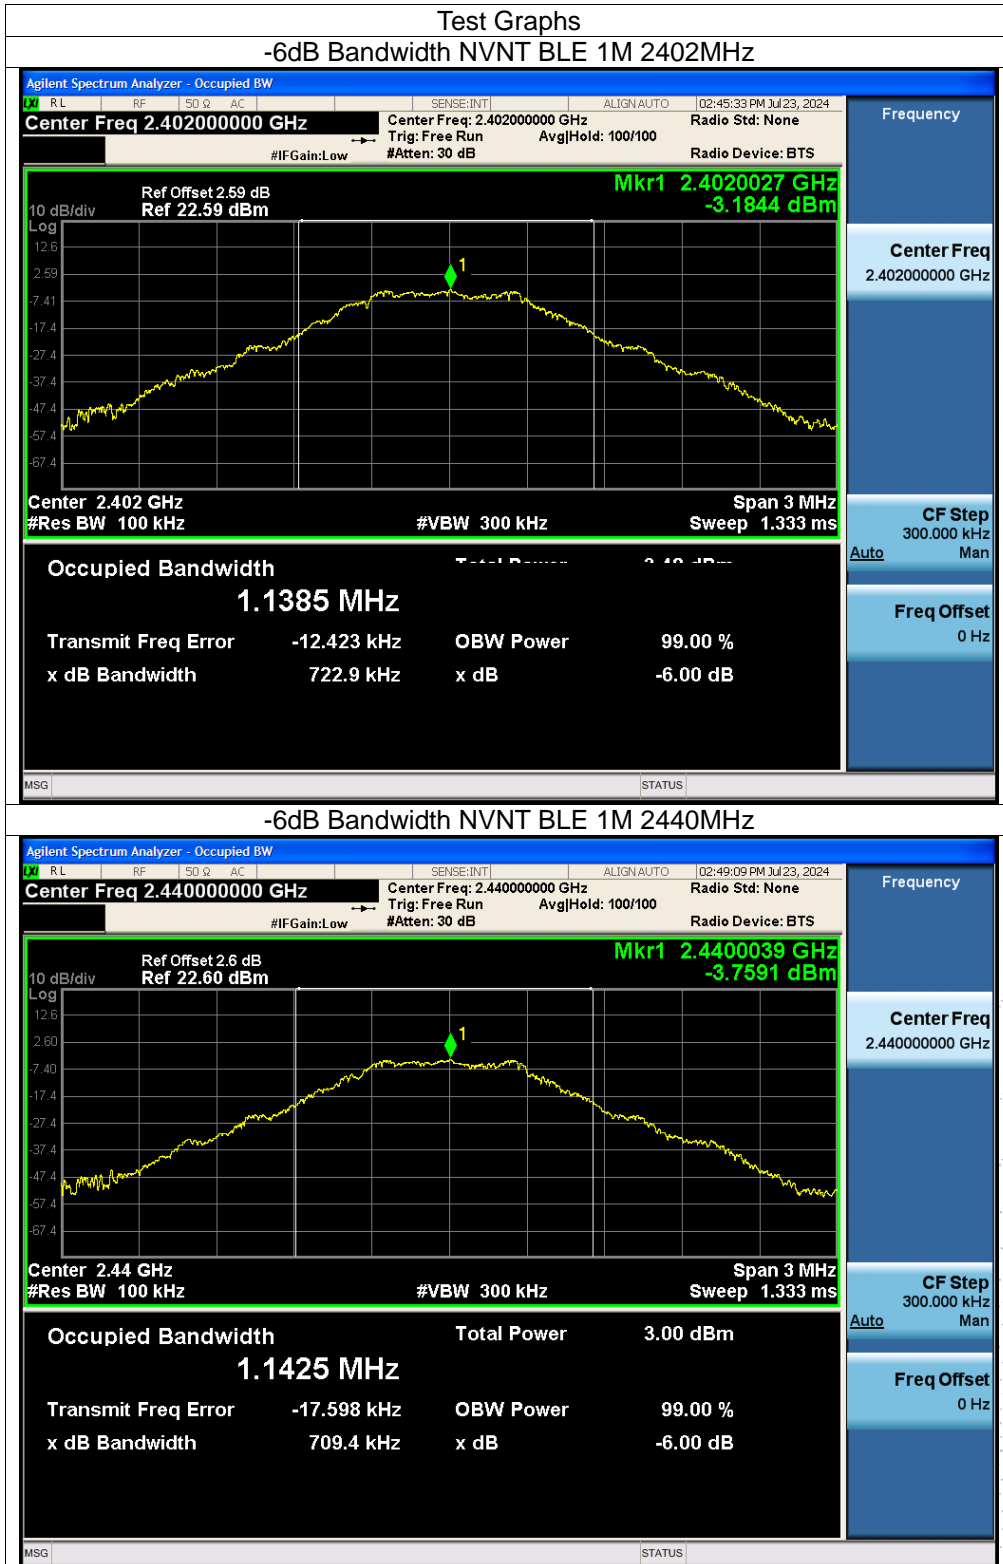 Test Graphs
-6dB Bandwidth NVNT BLE 1M 2402MHz
Agilent Spectrum Analyzer - Occupied BW
LXI RL RF 50 Ω AC SENSE:INT ALIGN AUTO 02:45:33 PM Jul 23, 2024
Center Freq 2.402000000 GHz Center Freq: 2.402000000 GHz Radio Std: None
Trig: Free Run Avg|Hold: 100/100
#IFGain:Low #Atten: 30 dB Radio Device: BTS
Frequency
Mkr1 2.4020027 GHz
-3.1844 dBm
Ref Offset 2.59 dB
10 dB/div Ref 22.59 dBm
Log
12.6
2.59
-7.41
-17.4
-27.4
-37.4
-47.4
-57.4
-67.4
1
Center 2.402 GHz Span 3 MHz
#Res BW 100 kHz #VBW 300 kHz Sweep 1.333 ms
Center Freq
2.402000000 GHz
CF Step
300.000 kHz
Auto Man
Freq Offset
0 Hz
Occupied Bandwidth Total Power
1.1385 MHz
Transmit Freq Error -12.423 kHz OBW Power 99.00 %
x dB Bandwidth 722.9 kHz x dB -6.00 dB
MSG STATUS
-6dB Bandwidth NVNT BLE 1M 2440MHz
Agilent Spectrum Analyzer - Occupied BW
LXI RL RF 50 Ω AC SENSE:INT ALIGN AUTO 02:49:09 PM Jul 23, 2024
Center Freq 2.440000000 GHz Center Freq: 2.440000000 GHz Radio Std: None
Trig: Free Run Avg|Hold: 100/100
#IFGain:Low #Atten: 30 dB Radio Device: BTS
Frequency
Mkr1 2.4400039 GHz
-3.7591 dBm
Ref Offset 2.6 dB
10 dB/div Ref 22.60 dBm
Log
12.6
2.60
-7.40
-17.4
-27.4
-37.4
-47.4
-57.4
-67.4
1
Center 2.44 GHz Span 3 MHz
#Res BW 100 kHz #VBW 300 kHz Sweep 1.333 ms
Center Freq
2.440000000 GHz
CF Step
300.000 kHz
Auto Man
Freq Offset
0 Hz
Occupied Bandwidth Total Power 3.00 dBm
1.1425 MHz
Transmit Freq Error -17.598 kHz OBW Power 99.00 %
x dB Bandwidth 709.4 kHz x dB -6.00 dB
MSG STATUS